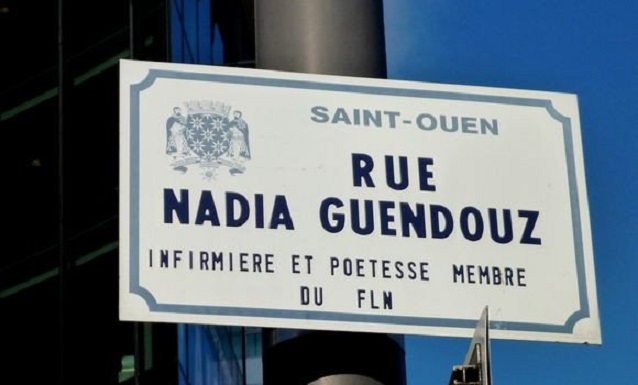 SAINT-OUEN
RUE
NADIA GUENDOUZ
INFIRMIERE ET POETESSE MEMBRE
DU FLN